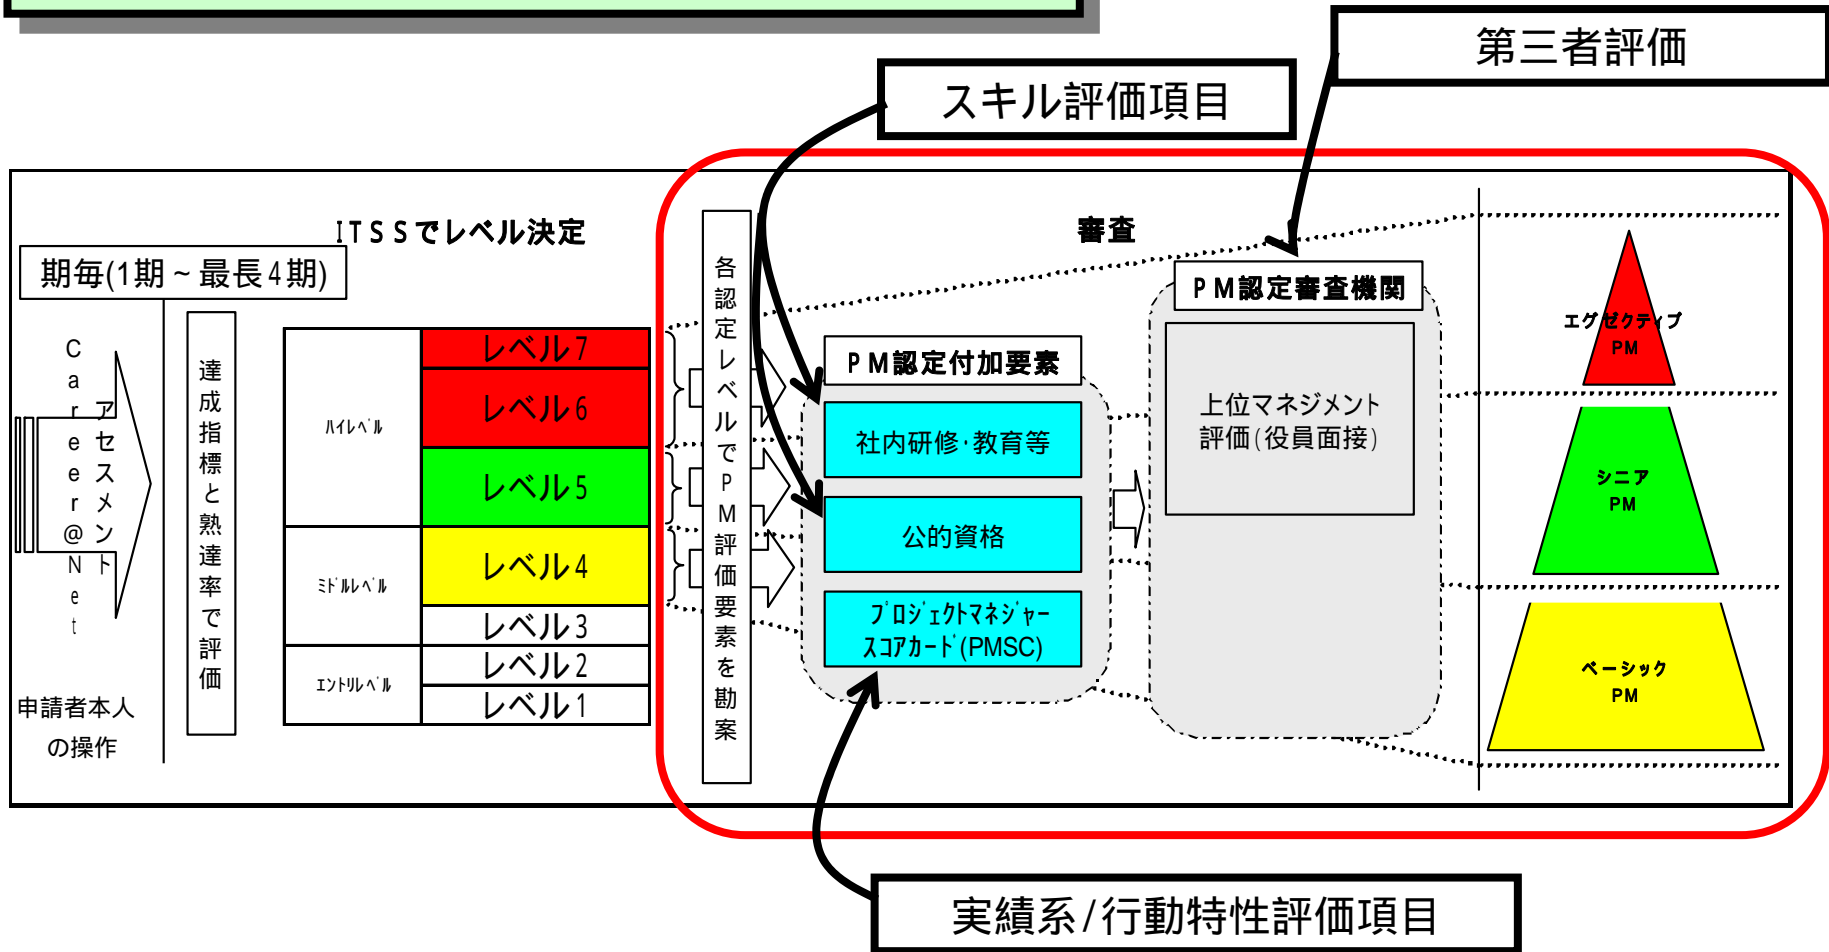 第三者評価
スキル評価項目
ITSSでレベル決定
審査
期毎(1期~最長4期)
Career@Net
アセスメント
申請者本人
の操作
達成指標と熟達率で評価
ハイレベル
ミドルレベル
エントリレベル
レベル7
レベル6
レベル5
レベル4
レベル3
レベル2
レベル1
各認定レベルでPM評価要素を勘案
PM認定付加要素
社内研修・教育等
公的資格
プロジェクトマネジャー
スコアカード(PMSC)
PM認定審査機関
上位マネジメント
評価(役員面接)
エグゼクティブ
PM
シニア
PM
ベーシック
PM
実績系/行動特性評価項目